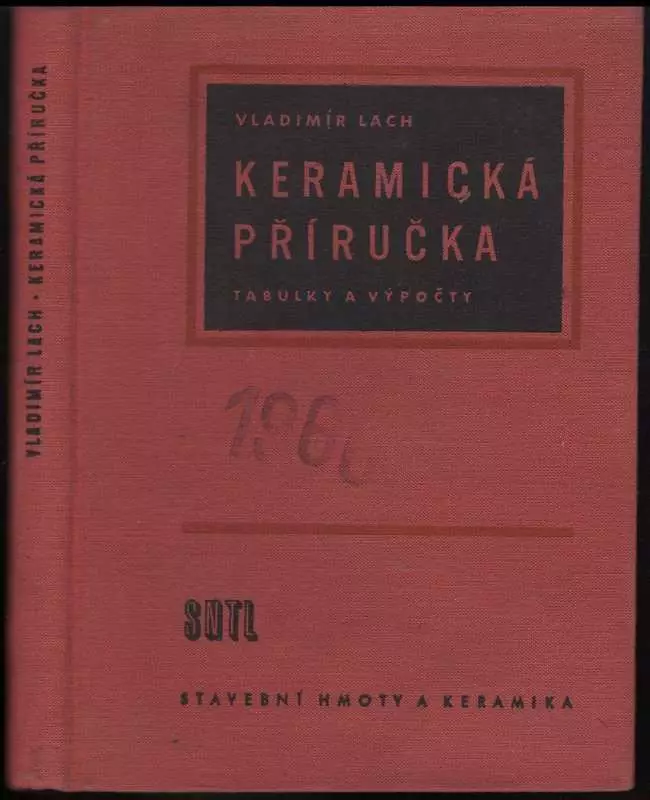 VLADIMÍR LACH • KERAMICKÁ PŘÍRUČKA
VLADIMÍR LACH
KERAMICKÁ
PŘÍRUČKA
TABULKY A VÝPOČTY
SNTL
STAVEBNÍ HMOTY A KERAMIKA